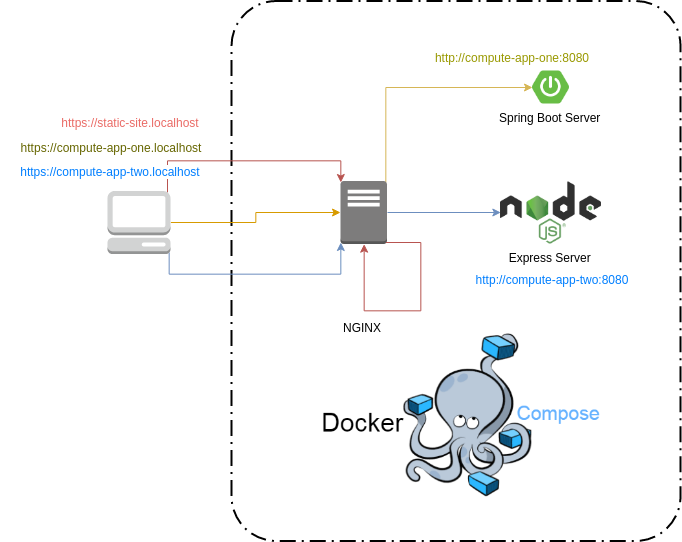 http://compute-app-one:8080
Spring Boot Server
https://static-site.localhost
https://compute-app-one.localhost
https://compute-app-two.localhost
node
JS
Express Server
http://compute-app-two:8080
NGINX
Docker
Compose